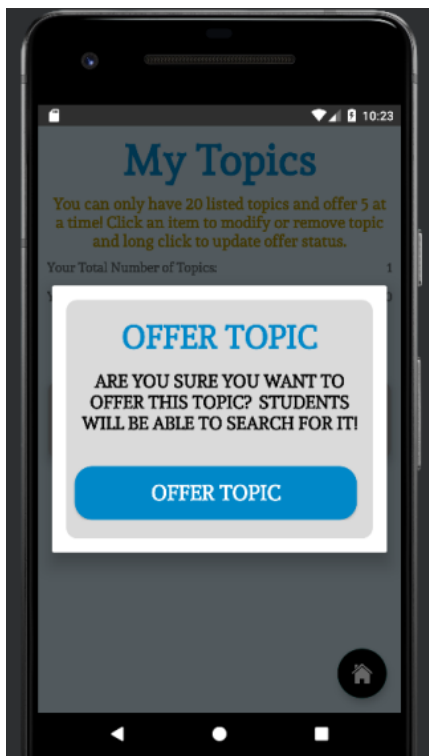 10:23
My Topics
You can only have 20 listed topics and offer 5 at
a time! Click an item to modify or remove topic
and long click to update offer status.
Your Total Number of Topics: 1
OFFER TOPIC
ARE YOU SURE YOU WANT TO
OFFER THIS TOPIC? STUDENTS
WILL BE ABLE TO SEARCH FOR IT!
OFFER TOPIC